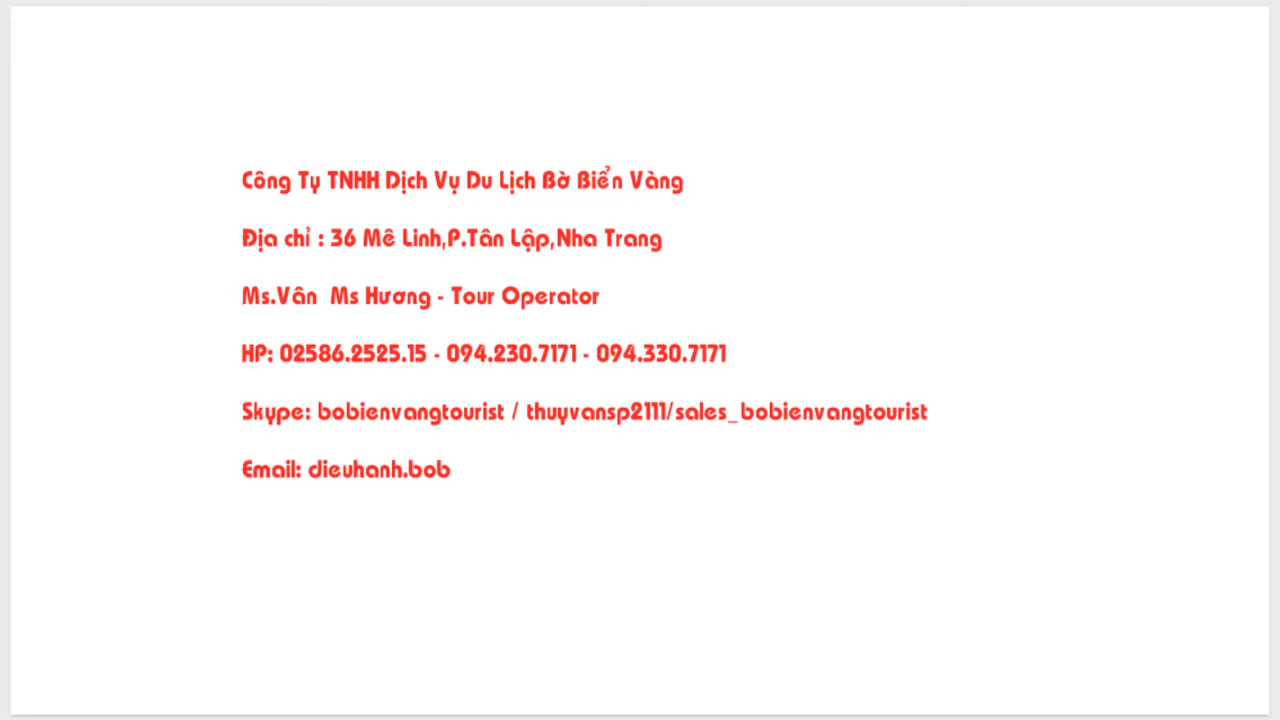 Công Ty TNHH Dịch Vụ Du Lịch Bờ Biển Vàng
Địa chỉ : 36 Mê Linh,P.Tân Lập,Nha Trang
Ms.Vân  Ms Hương - Tour Operator
HP: 02586.2525.15 - 094.230.7171 - 094.330.7171
Skype: bobienvangtourist / thuyvansp2111/sales_bobienvangtourist
Email: dieuhanh.bob